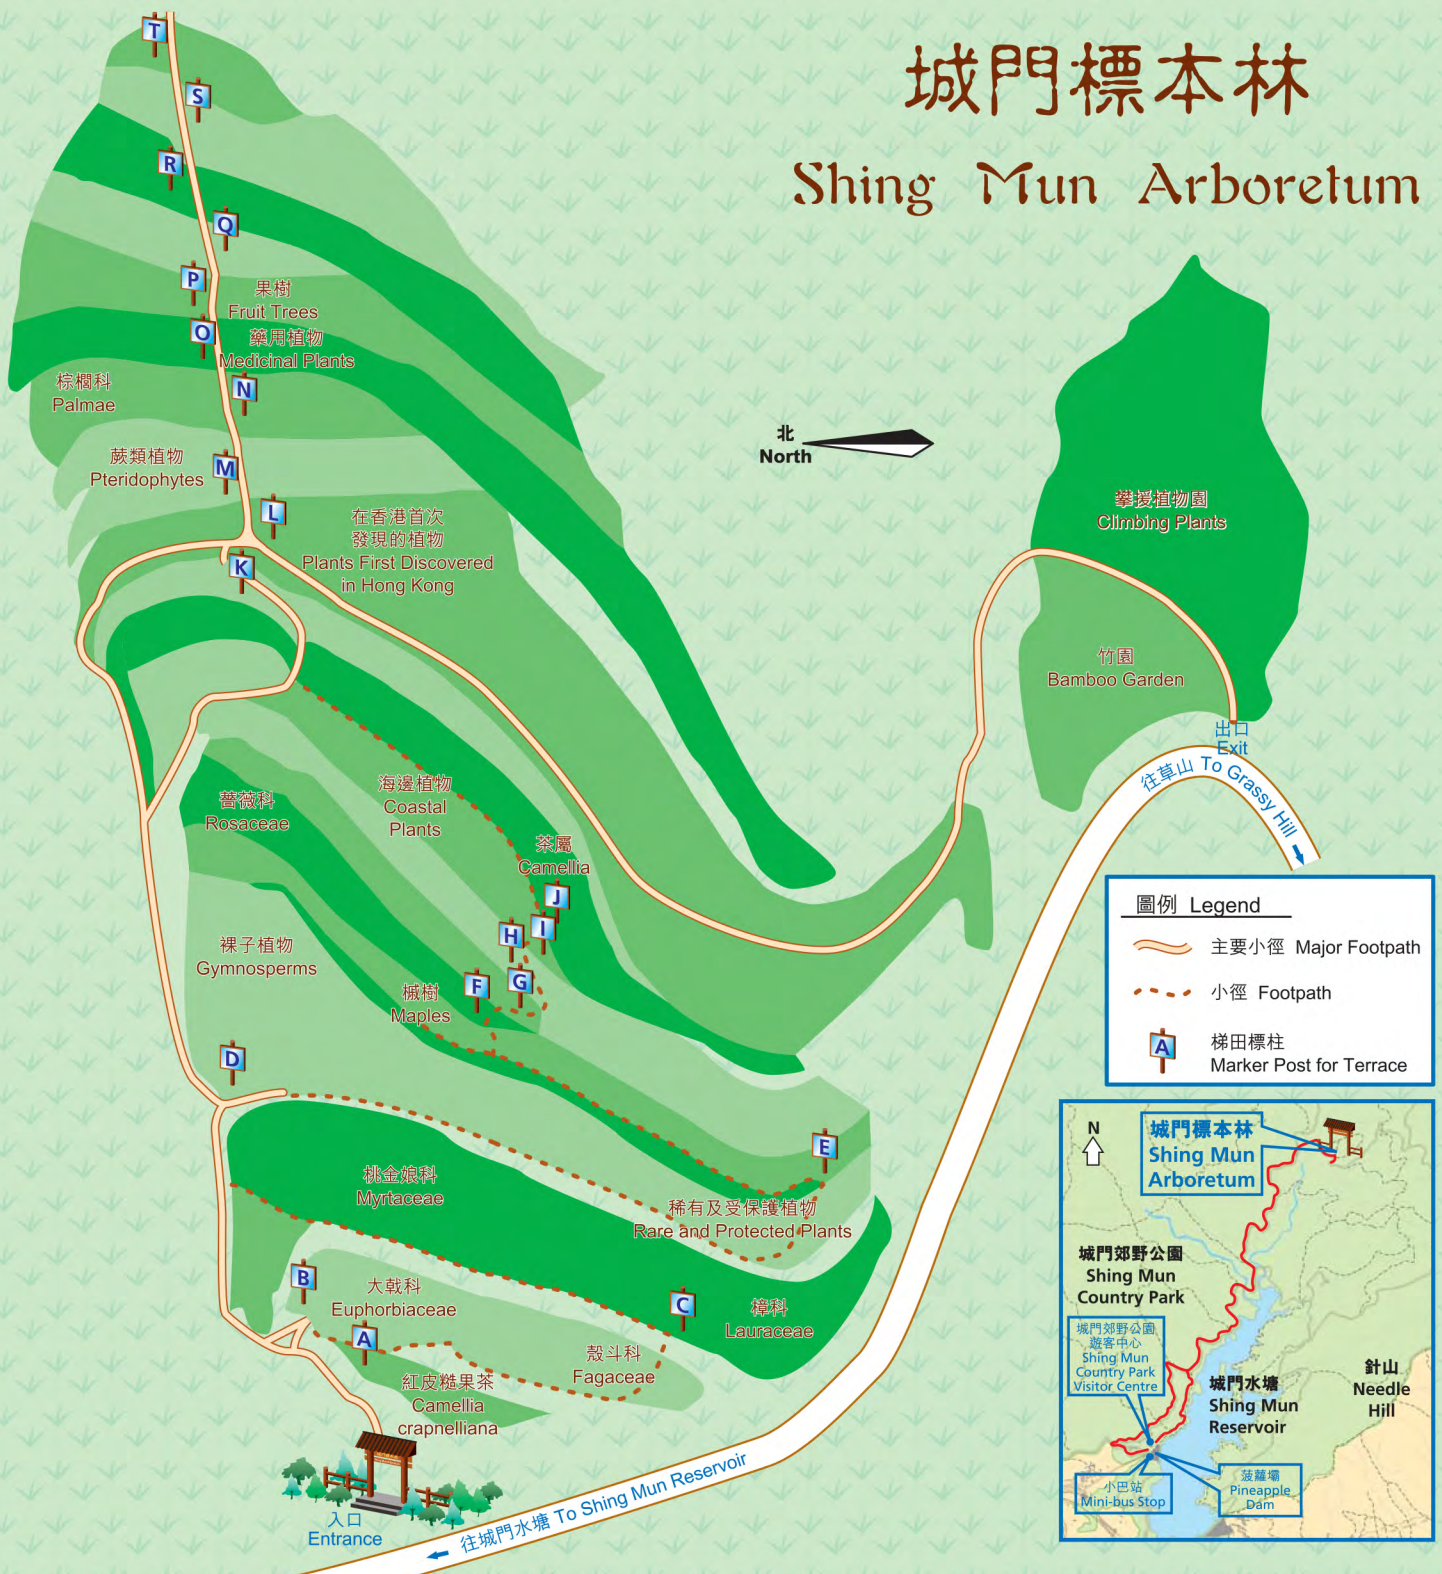 城門標本林
Shing Mun Arboretum
T
S
R
Q
P
果樹
Fruit Trees
O
藥用植物
Medicinal Plants
棕櫚科
Palmae
N
蕨類植物
Pteridophytes
M
L
在香港首次
發現的植物
Plants First Discovered
in Hong Kong
K
北
North
攀援植物園
Climbing Plants
竹園
Bamboo Garden
出口
Exit
往草山 To Grassy Hill
薔薇科
Rosaceae
海邊植物
Coastal
Plants
茶屬
Camellia
J
I
H
G
F
裸子植物
Gymnosperms
槭樹
Maples
D
E
桃金娘科
Myrtaceae
稀有及受保護植物
Rare and Protected Plants
B
大戟科
Euphorbiaceae
C
樟科
Lauraceae
A
殼斗科
Fagaceae
紅皮糙果茶
Camellia
crapnelliana
入口
Entrance
往城門水塘 To Shing Mun Reservoir
圖例 Legend
主要小徑 Major Footpath
小徑 Footpath
A
梯田標柱
Marker Post for Terrace
N
城門標本林
Shing Mun
Arboretum
城門郊野公園
Shing Mun
Country Park
城門郊野公園
遊客中心
Shing Mun
Country Park
Visitor Centre
城門水塘
Shing Mun
Reservoir
針山
Needle
Hill
小巴站
Mini-bus Stop
菠蘿壩
Pineapple
Dam